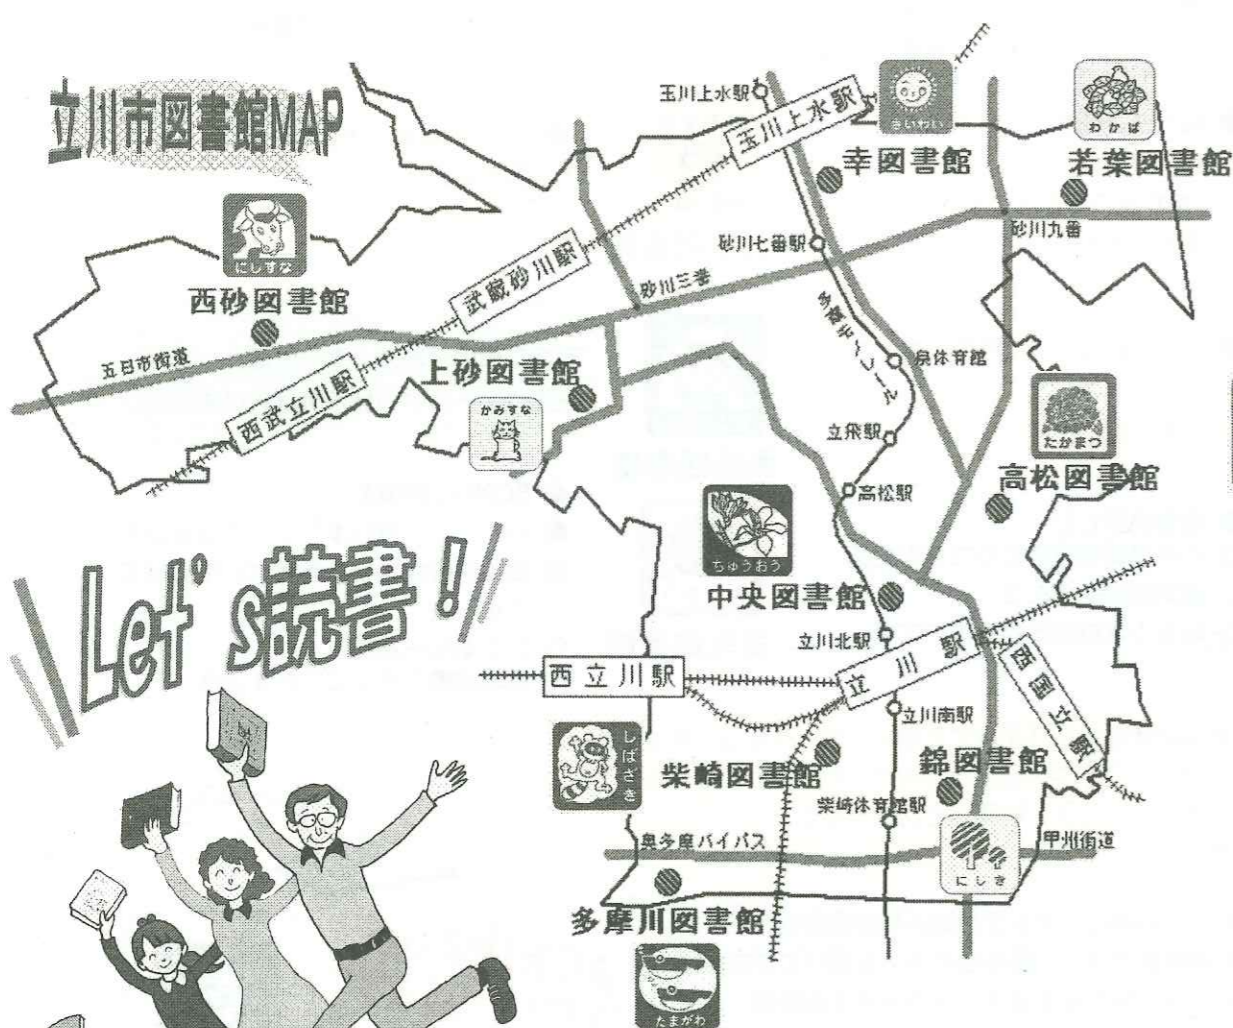 立川市図書館MAP
玉川上水駅
玉川上水駅
さいわい
幸図書館
わかば
若葉図書館
にしすな
西砂図書館
武蔵砂川駅
砂川七番駅
砂川九番
砂川三番
五日市街道
西武立川駅
上砂図書館
かみすな
多摩モノレール
泉体育館
立飛駅
高松駅
たかまつ
高松図書館
ちゅうおう
中央図書館
立川北駅
西立川駅
立川駅
西国立駅
立川南駅
しばざき
柴崎図書館
錦図書館
柴崎体育館駅
奥多摩バイパス
甲州街道
にしき
多摩川図書館
たまがわ
Let's読書!